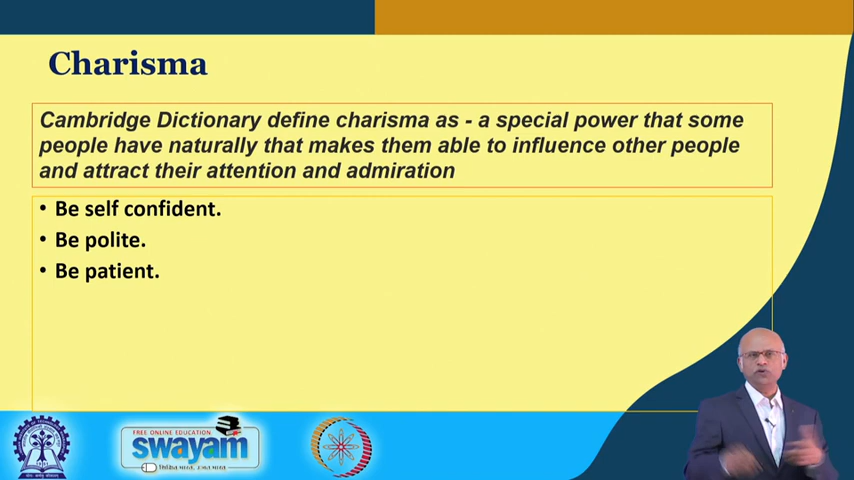 Charisma
Cambridge Dictionary define charisma as - a special power that some
people have naturally that makes them able to influence other people
and attract their attention and admiration
• Be self confident.
• Be polite.
• Be patient.
FREE ONLINE EDUCATION
swayam